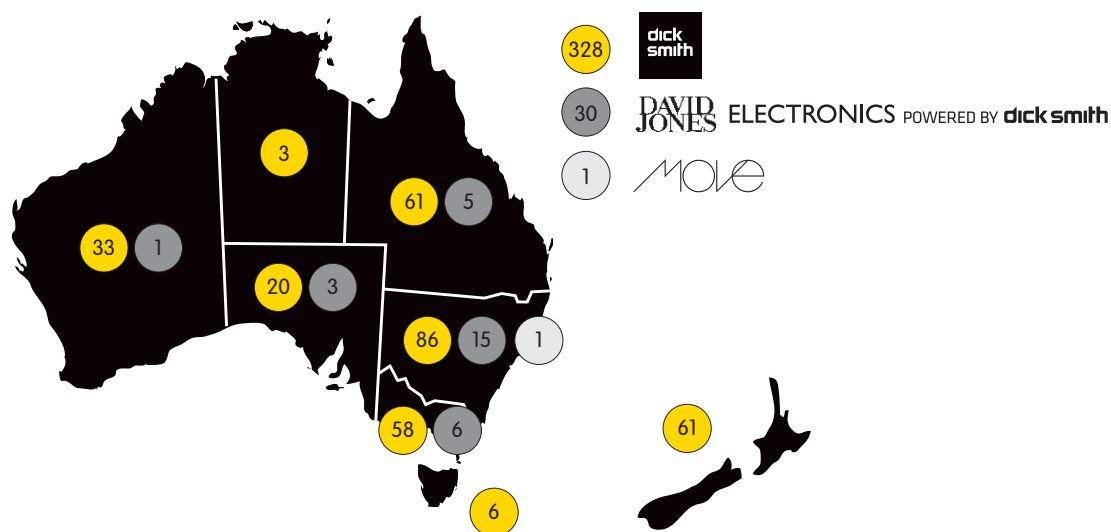 328 dick smith
30 DAVID JONES ELECTRONICS POWERED BY dick smith
1 MOVE
3
61 5
33 1
20 3
86 15 1
58 6
61
6